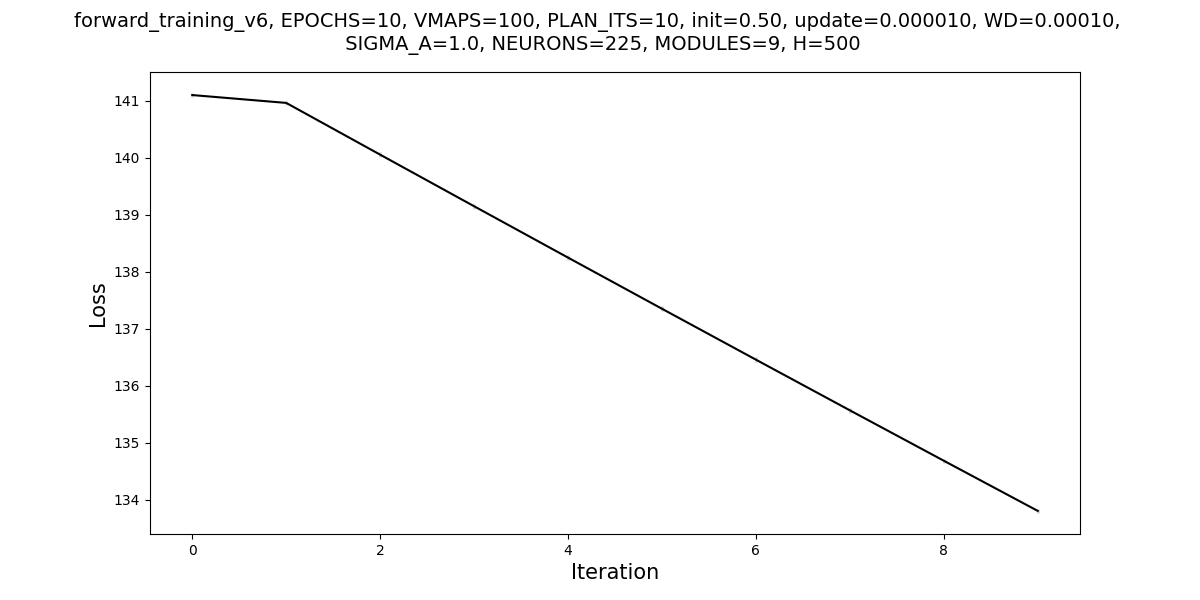 forward_training_v6, EPOCHS=10, VMAPS=100, PLAN_ITS=10, init=0.50, update=0.000010, WD=0.00010,
SIGMA_A=1.0, NEURONS=225, MODULES=9, H=500
141
140
139
138
137
136
135
134
Loss
0 2 4 6 8
Iteration